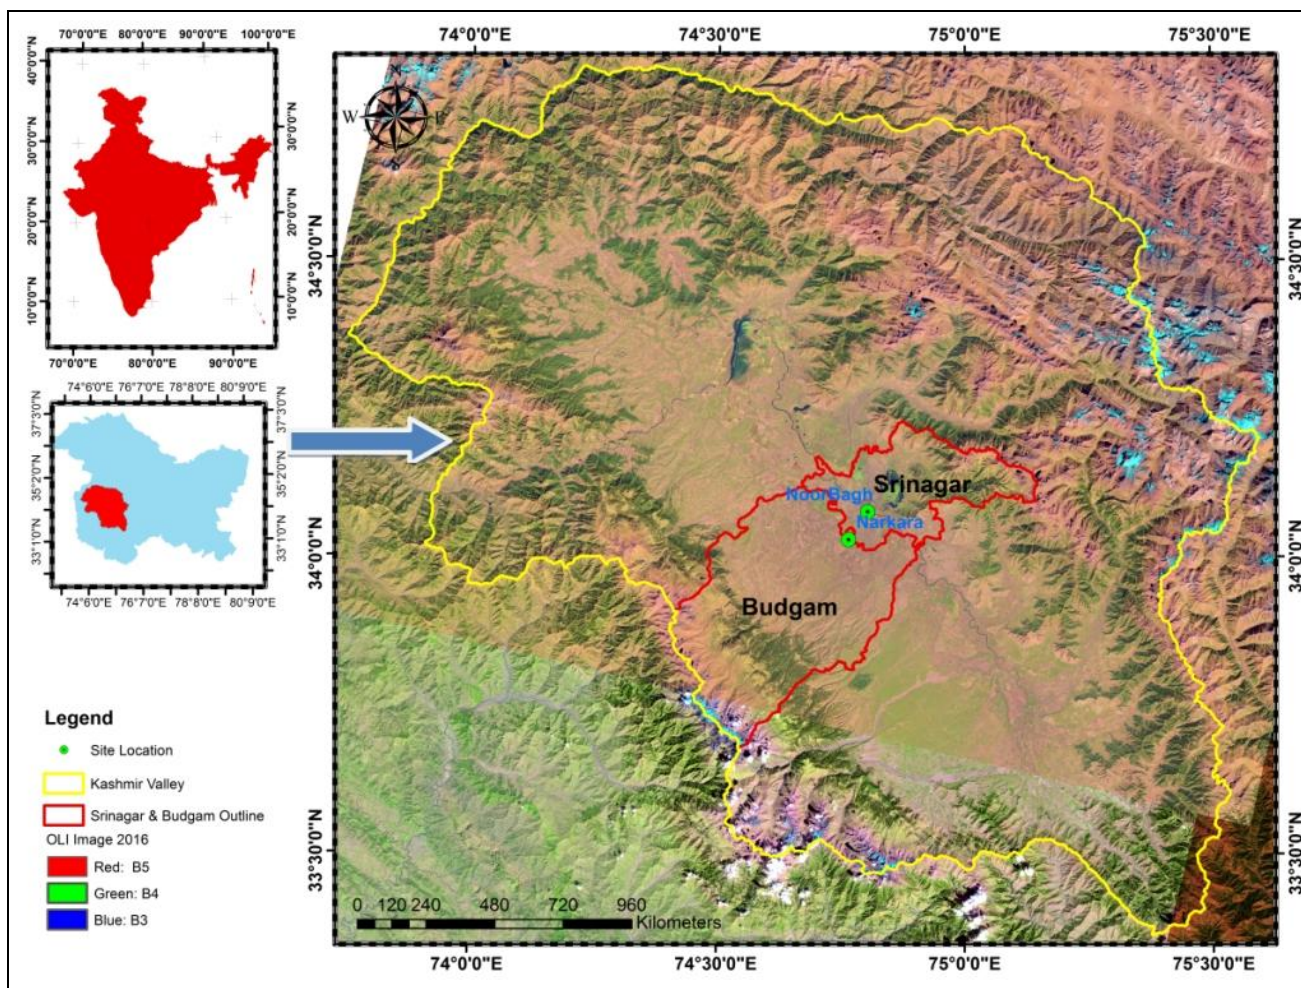 70°0'0"E 80°0'0"E 90°0'0"E 100°0'0"E
40°0'0"N
30°0'0"N
20°0'0"N
10°0'0"N
30°0'0"N
20°0'0"N
10°0'0"N
70°0'0"E 80°0'0"E 90°0'0"E
74°6'0"E 76°7'0"E 78°8'0"E 80°9'0"E
37°3'0"N
35°2'0"N
33°1'0"N
37°3'0"N
35°2'0"N
33°1'0"N
74°6'0"E 76°7'0"E 78°8'0"E 80°9'0"E
Legend
Site Location
Kashmir Valley
Srinagar & Budgam Outline
OLI Image 2016
Red: B5
Green: B4
Blue: B3
74°0'0"E 74°30'0"E 75°0'0"E 75°30'0"E
N
W E
S
34°30'0"N
34°0'0"N
33°30'0"N
34°30'0"N
34°0'0"N
33°30'0"N
Srinagar
NoorBagh
Narkara
Budgam
0 120 240 480 720 960
Kilometers
74°0'0"E 74°30'0"E 75°0'0"E 75°30'0"E